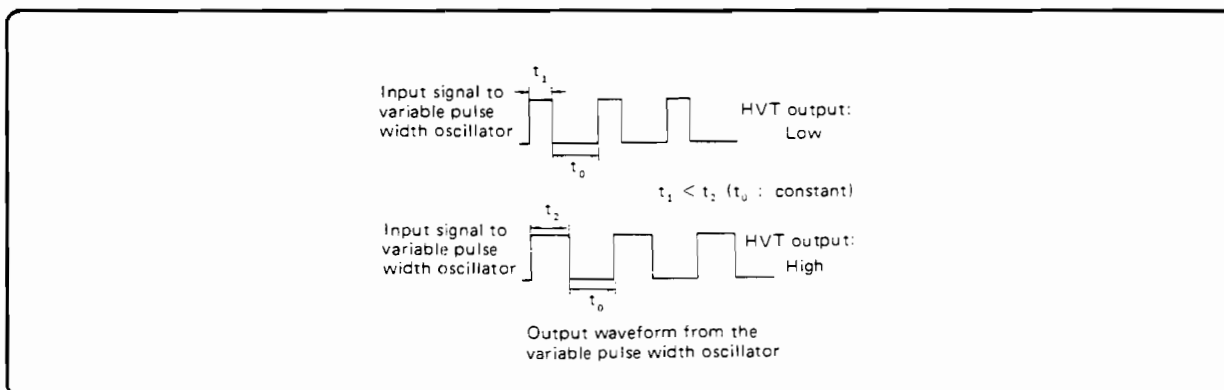 t₁
Input signal to
variable pulse
width oscillator
HVT output:
Low
t₀
t₁ < t₂ (t₀ : constant)
t₂
Input signal to
variable pulse
width oscillator
HVT output:
High
t₀
Output waveform from the
variable pulse width oscillator